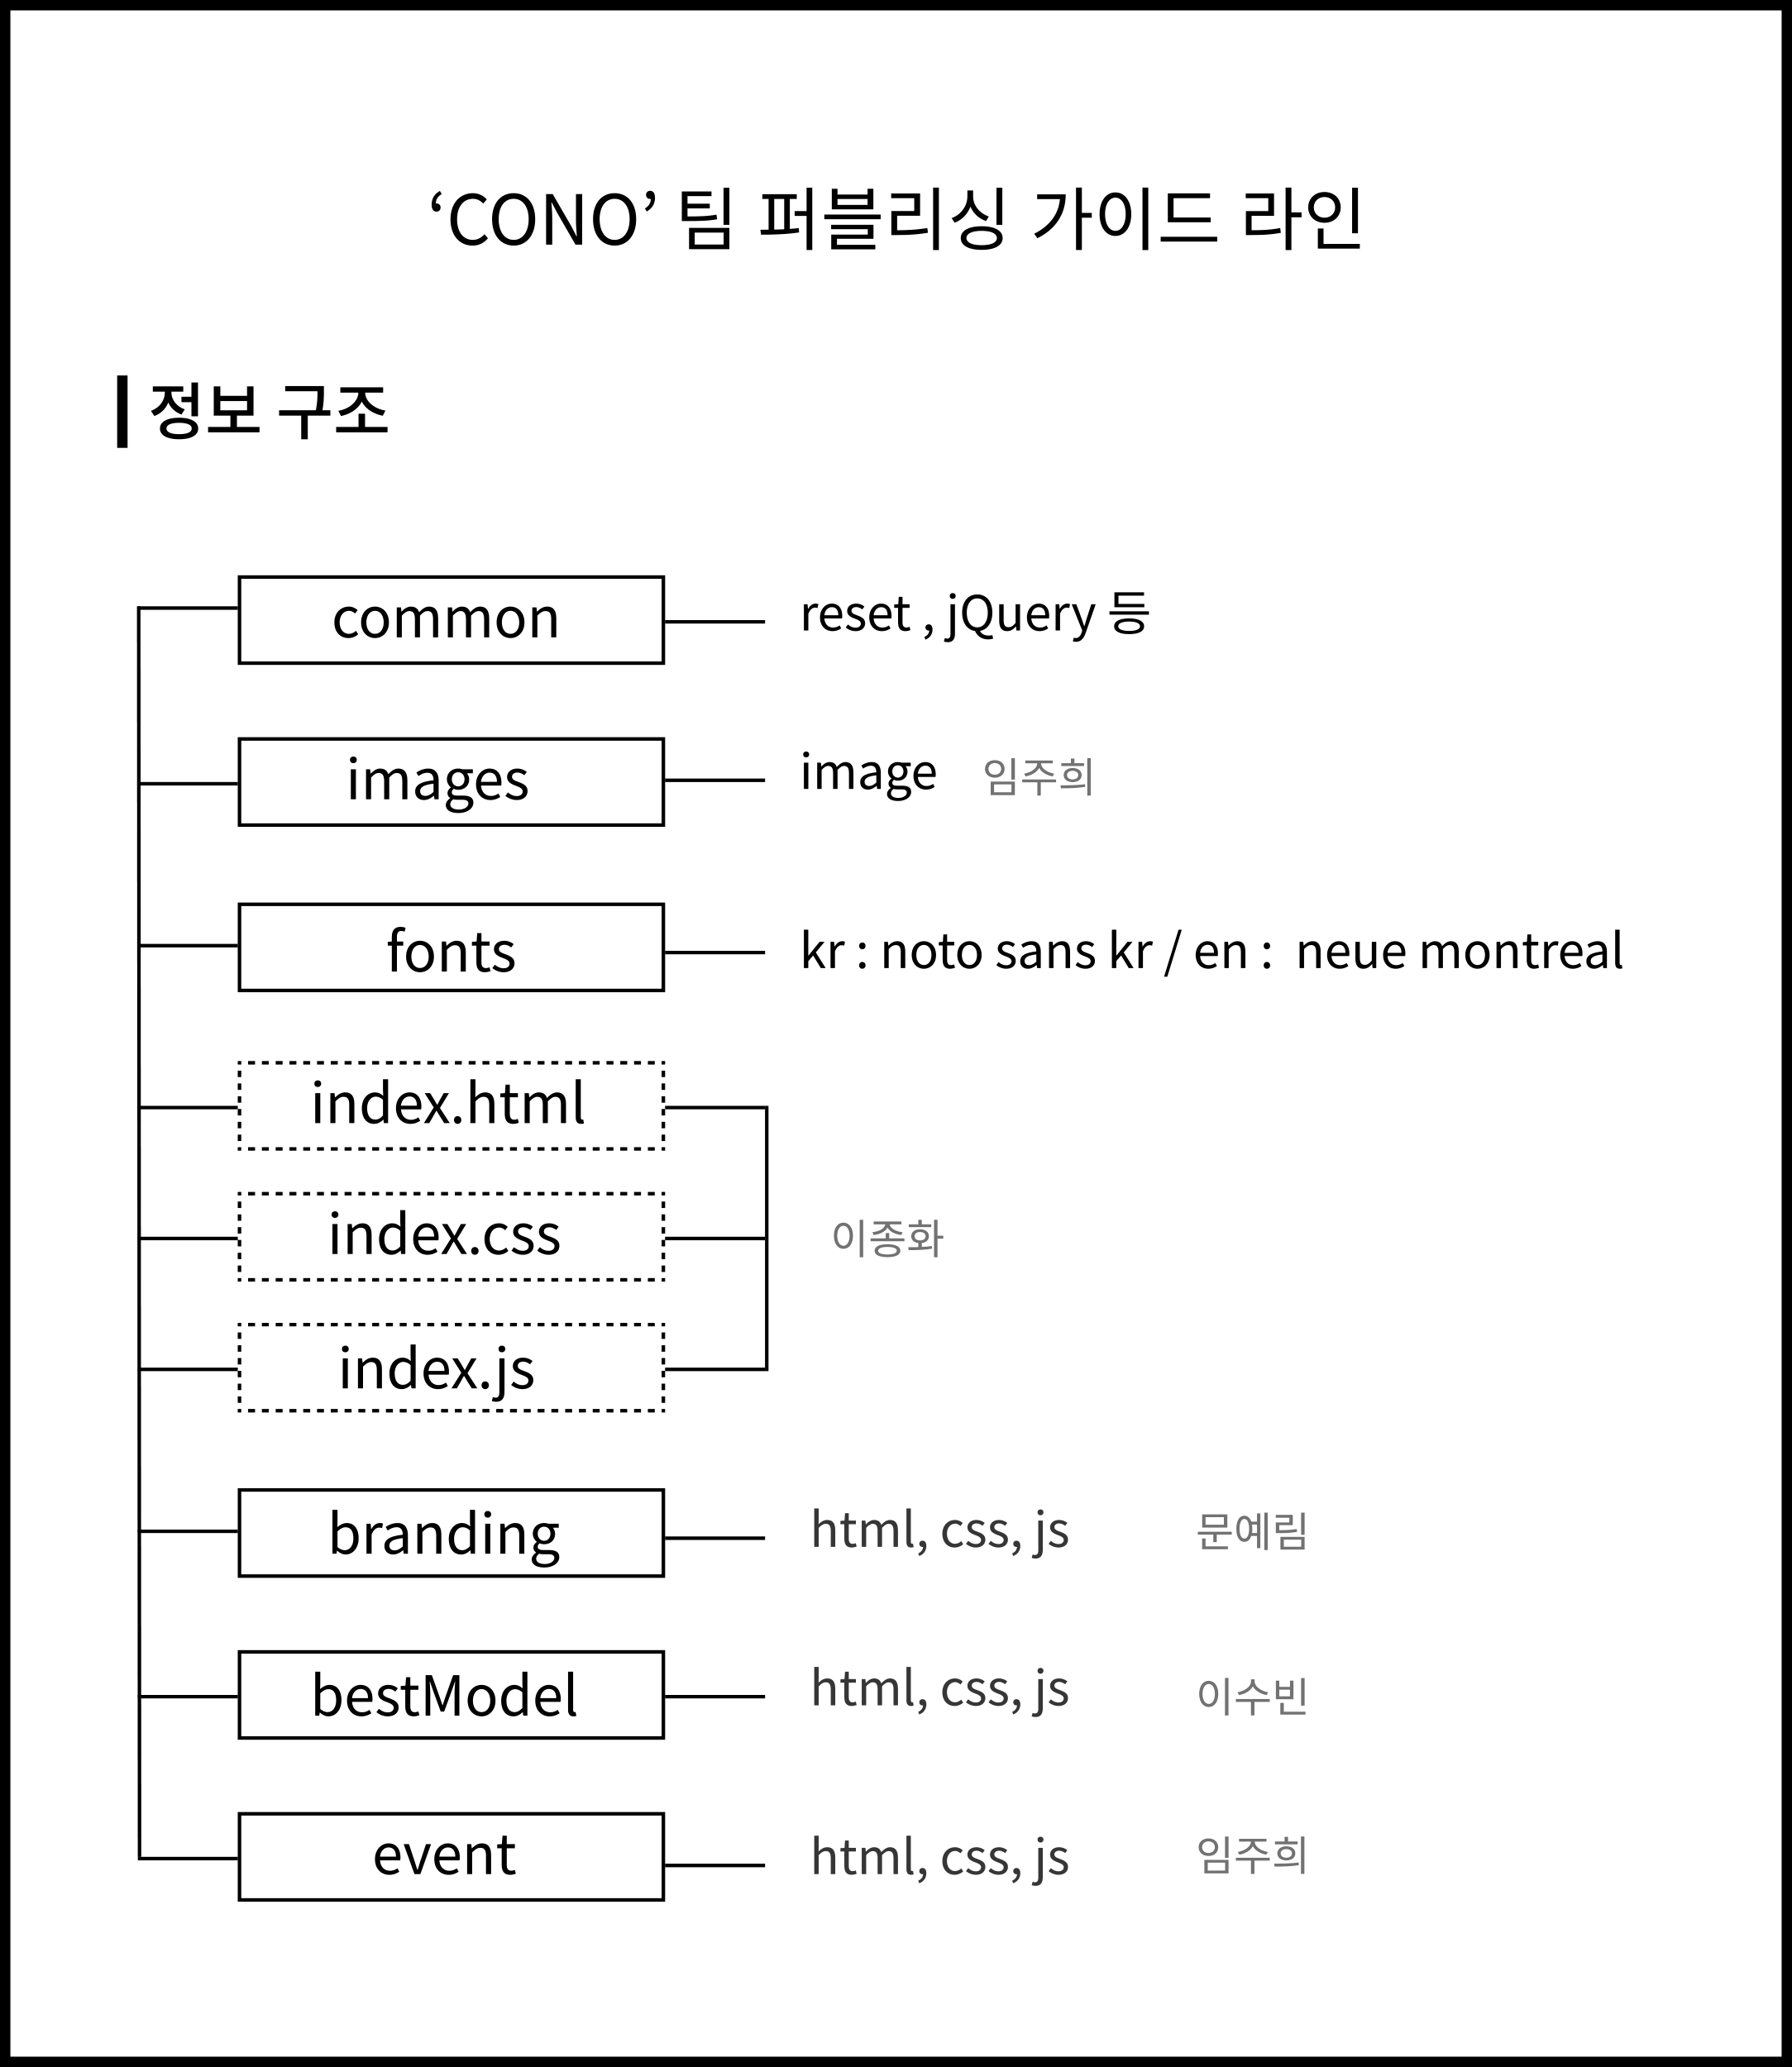 ‘CONO’ 팀 퍼블리싱 가이드 라인
정보 구조
common
reset , jQuery 등
images
image 임주희
fonts
kr : noto sans kr / en :  neue montreal
index.html
index.css
이종화
index.js
branding
html, css, js 문예림
bestModel
html, css, js 이수빈
event
html, css, js 임주희